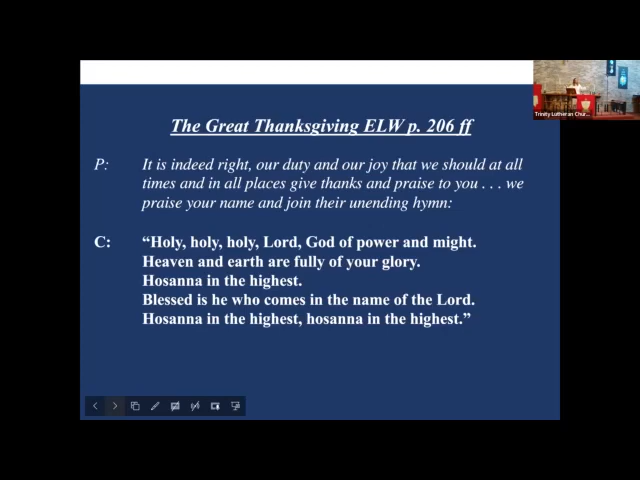 The Great Thanksgiving ELW p. 206 ff
P: It is indeed right, our duty and our joy that we should at all
times and in all places give thanks and praise to you . . . we
praise your name and join their unending hymn:
C: “Holy, holy, holy, Lord, God of power and might.
Heaven and earth are fully of your glory.
Hosanna in the highest.
Blessed is he who comes in the name of the Lord.
Hosanna in the highest, hosanna in the highest.”
Trinity Lutheran Chur...